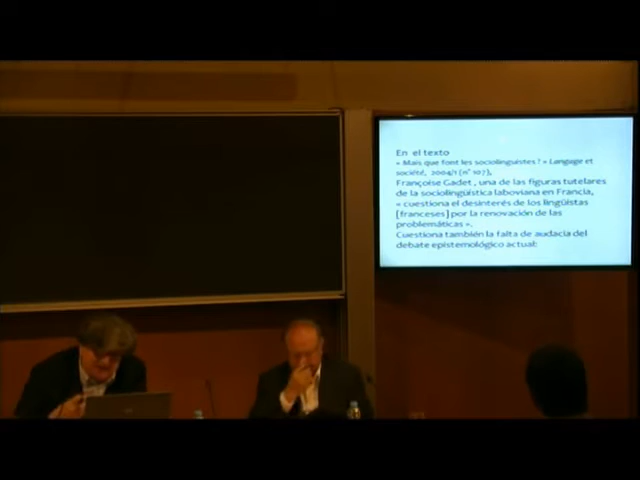 En el texto
« Mais que font les sociolinguistes ? » Langage et
société, 2004/1 (n° 107),
Françoise Gadet , una de las figuras tutelares
de la sociolingüística laboviana en Francia,
« cuestiona el desinterés de los lingüistas
[franceses] por la renovación de las
problemáticas ».
Cuestiona también la falta de audacia del
debate epistemológico actual: